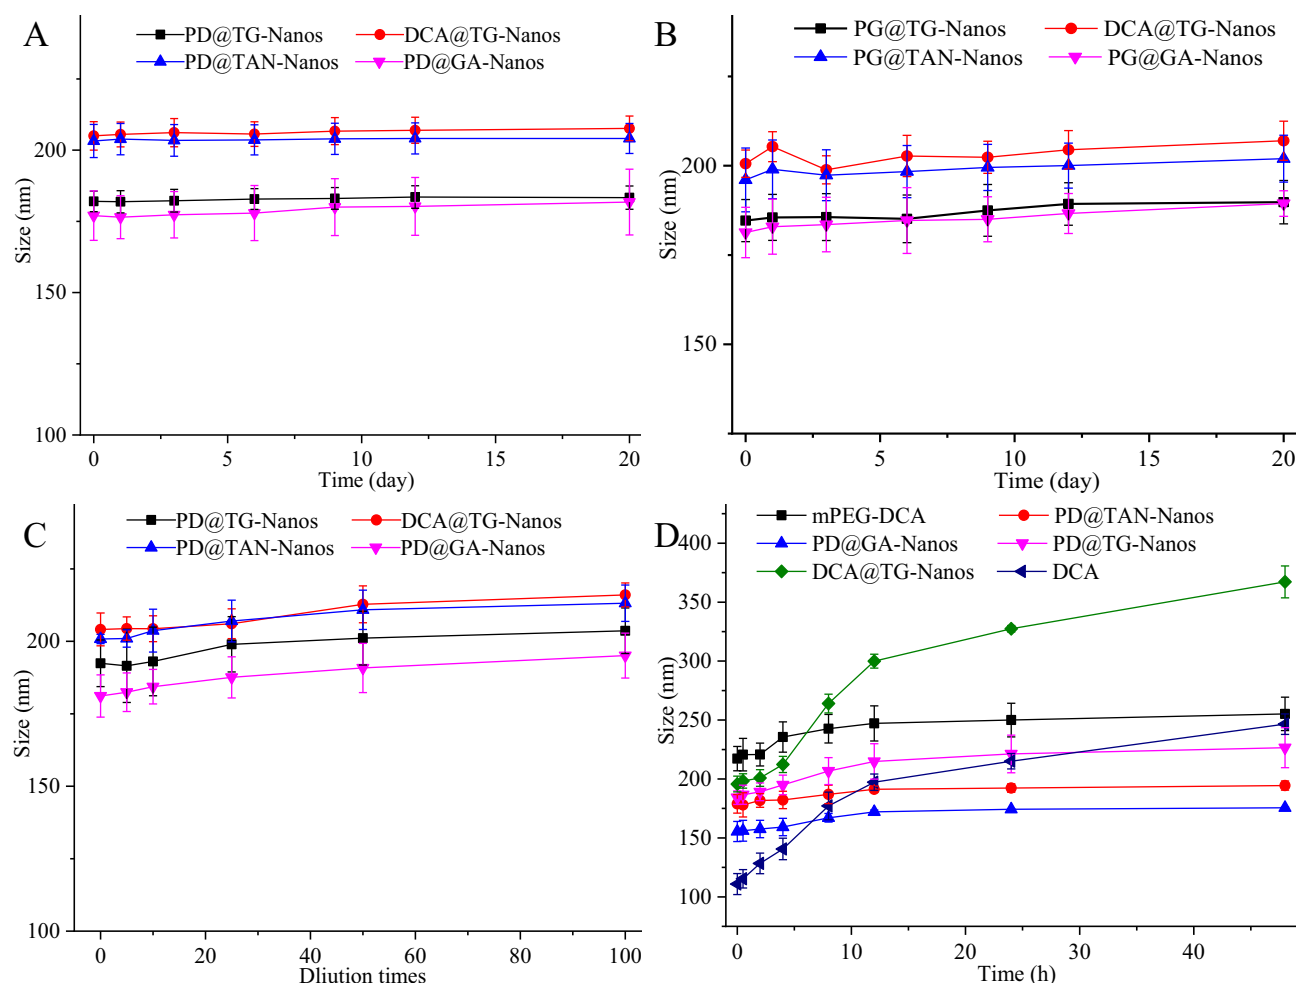 A
PD@TG-Nanos DCA@TG-Nanos
PD@TAN-Nanos PD@GA-Nanos
Size (nm)
200
150
100
0 5 10 15 20
Time (day)
B
PG@TG-Nanos DCA@TG-Nanos
PG@TAN-Nanos PG@GA-Nanos
Size (nm)
200
150
0 5 10 15 20
Time (day)
C
PD@TG-Nanos DCA@TG-Nanos
PD@TAN-Nanos PD@GA-Nanos
Size (nm)
200
150
100
0 20 40 60 80 100
Dliution times
D
mPEG-DCA PD@TAN-Nanos
PD@GA-Nanos PD@TG-Nanos
DCA@TG-Nanos DCA
Size (nm)
400
350
300
250
200
150
100
0 10 20 30 40
Time (h)